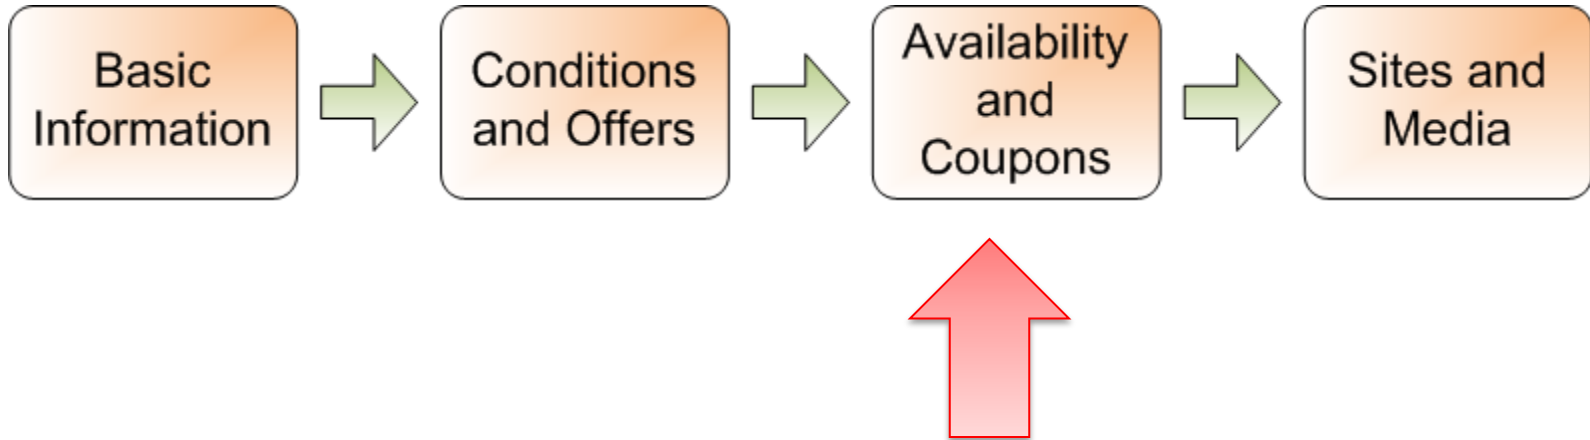 Basic
Information
Conditions
and Offers
Availability
and
Coupons
Sites and
Media